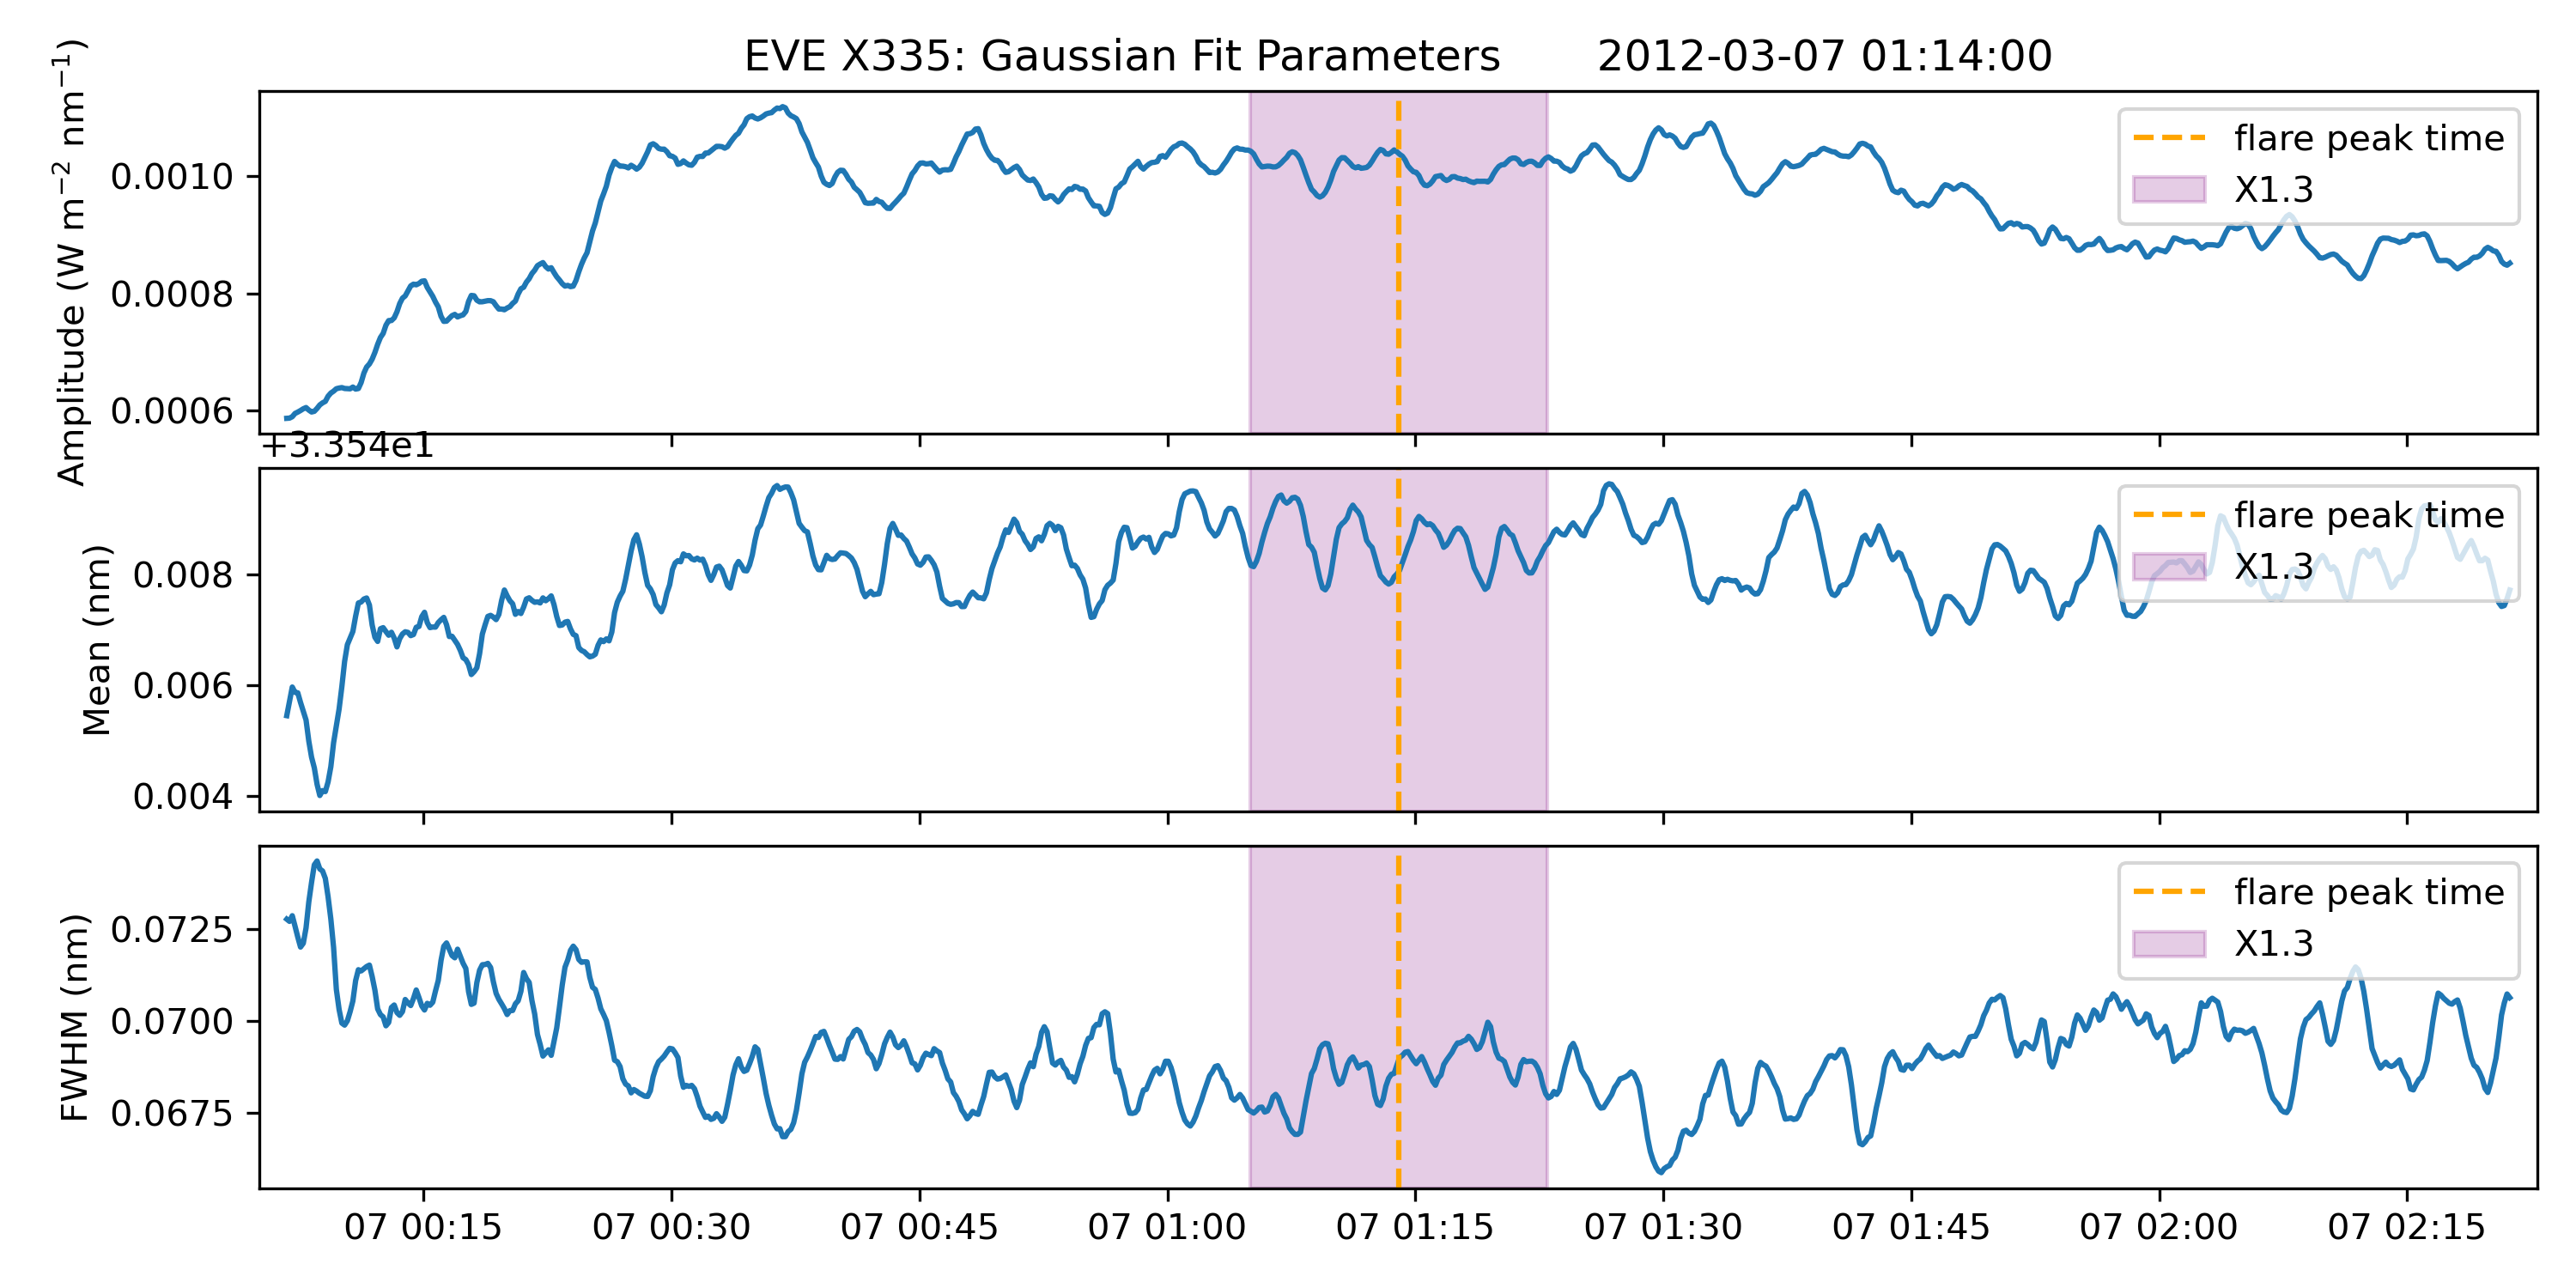 EVE X335: Gaussian Fit Parameters 2012-03-07 01:14:00
Amplitude (W m⁻² nm⁻¹)
0.0010
0.0008
0.0006
flare peak time
X1.3
+3.354e1
Mean (nm)
0.008
0.006
0.004
flare peak time
X1.3
FWHM (nm)
0.0725
0.0700
0.0675
flare peak time
X1.3
07 00:15 07 00:30 07 00:45 07 01:00 07 01:15 07 01:30 07 01:45 07 02:00 07 02:15